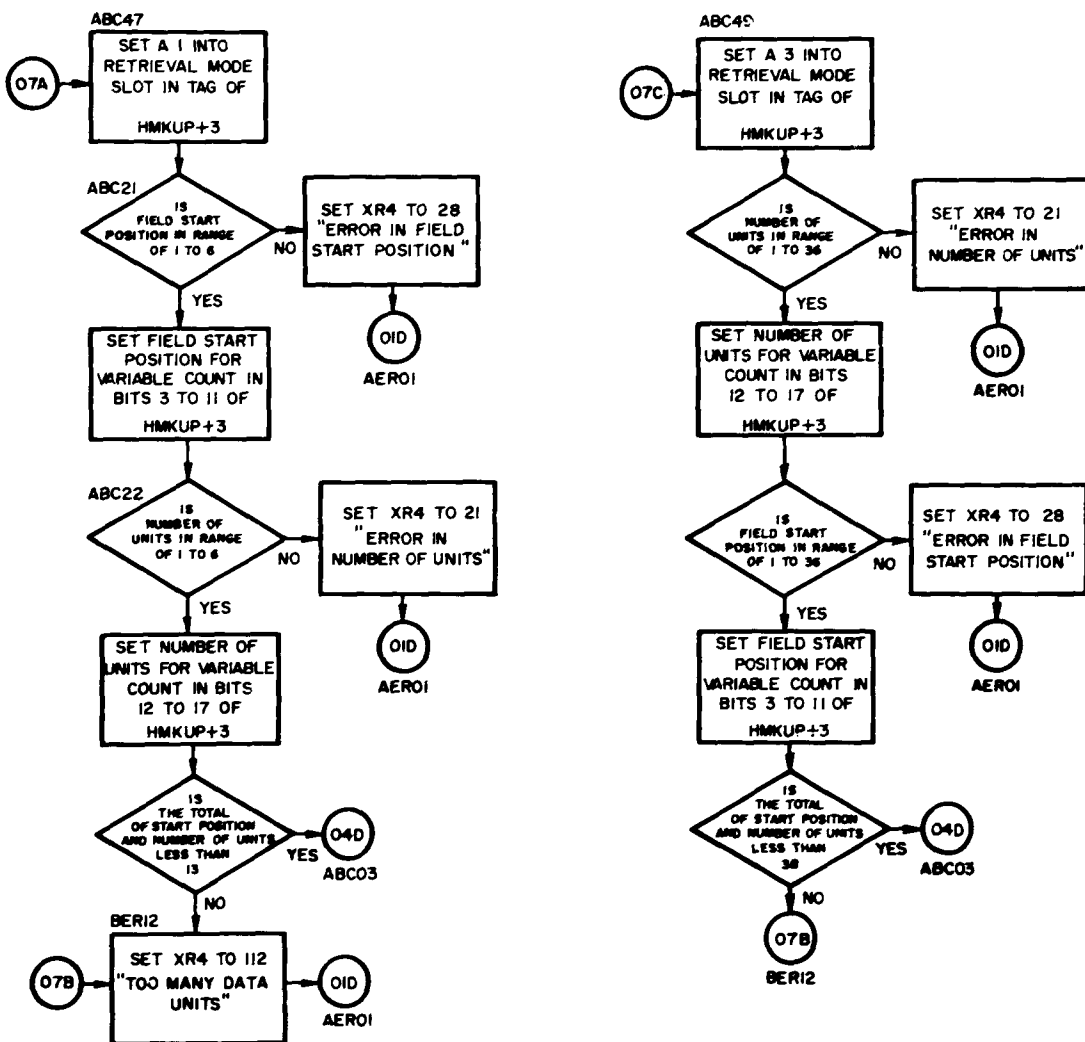 ABC47
SET A 1 INTO
RETRIEVAL MODE
SLOT IN TAG OF
HMKUP+3
07A
ABC21
IS
FIELD START
POSITION IN RANGE
OF 1 TO 6
NO
SET XR4 TO 28
"ERROR IN FIELD
START POSITION"
01D
AER01
YES
SET FIELD START
POSITION FOR
VARIABLE COUNT IN
BITS 3 TO 11 OF
HMKUP+3
ABC22
IS
NUMBER OF
UNITS IN RANGE
OF 1 TO 6
NO
SET XR4 TO 21
"ERROR IN
NUMBER OF UNITS"
01D
AER01
YES
SET NUMBER OF
UNITS FOR VARIABLE
COUNT IN BITS
12 TO 17 OF
HMKUP+3
IS
THE TOTAL
OF START POSITION
AND NUMBER OF UNITS
LESS THAN
13
YES
04D
ABC03
NO
BER12
07B
SET XR4 TO 112
"TOO MANY DATA
UNITS"
01D
AER01
ABC49
SET A 3 INTO
RETRIEVAL MODE
SLOT IN TAG OF
HMKUP+3
07C
IS
NUMBER OF
UNITS IN RANGE
OF 1 TO 36
NO
SET XR4 TO 21
"ERROR IN
NUMBER OF UNITS"
01D
AER01
YES
SET NUMBER OF
UNITS FOR VARIABLE
COUNT IN BITS
12 TO 17 OF
HMKUP+3
IS
FIELD START
POSITION IN RANGE
OF 1 TO 36
NO
SET XR4 TO 28
"ERROR IN FIELD
START POSITION"
01D
AER01
YES
SET FIELD START
POSITION FOR
VARIABLE COUNT IN
BITS 3 TO 11 OF
HMKUP+3
IS
THE TOTAL
OF START POSITION
AND NUMBER OF UNITS
LESS THAN
YES
04D
ABC03
NO
07B
BER12